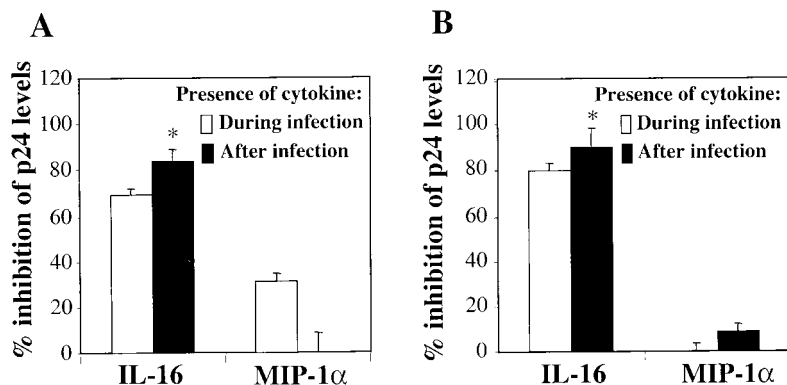 A
% inhibition of p24 levels
120
100
80
60
40
20
0
Presence of cytokine:
During infection
After infection
*
IL-16
MIP-1α
B
% inhibition of p24 levels
120
100
80
60
40
20
0
Presence of cytokine:
During infection
After infection
*
IL-16
MIP-1α